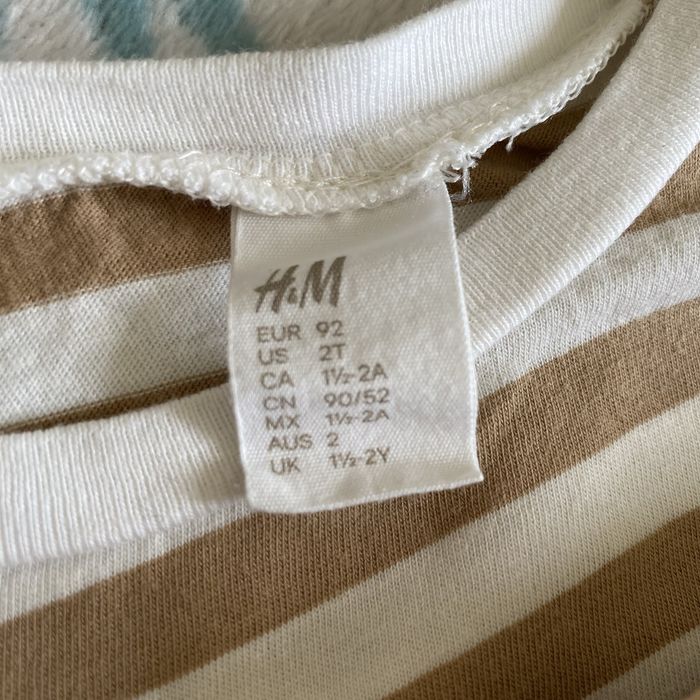 H&M
EUR 92
US 2T
CA 1½-2A
CN 90/52
MX 1½-2A
AUS 2
UK 1½-2Y